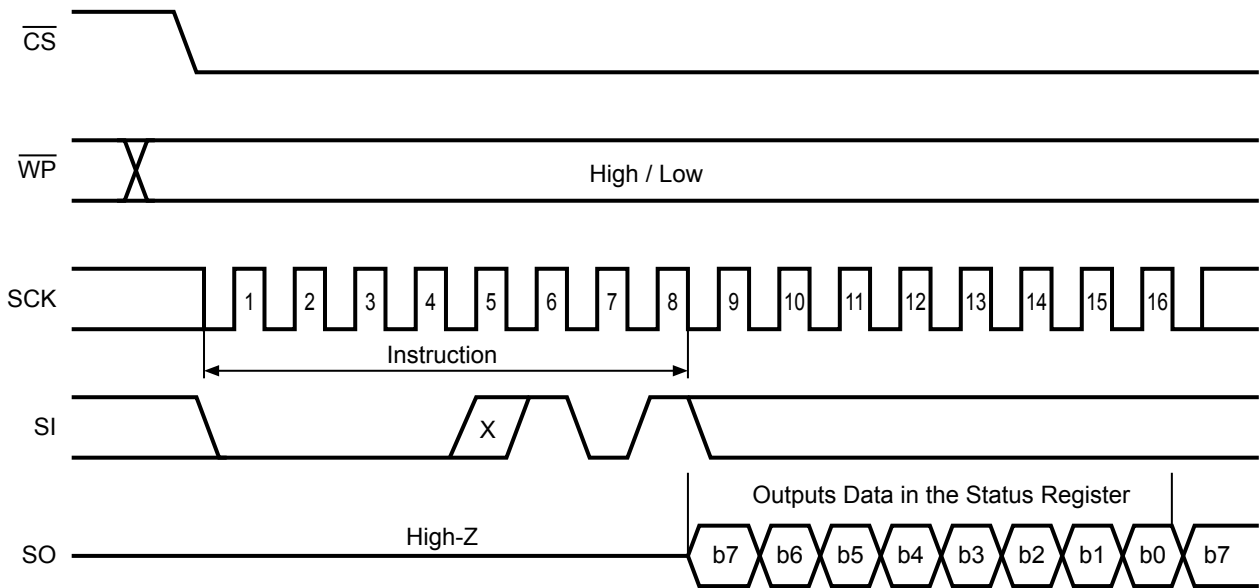 CS
WP
High / Low
SCK
1 2 3 4 5 6 7 8 9 10 11 12 13 14 15 16
Instruction
SI
X
Outputs Data in the Status Register
High-Z
SO
b7 b6 b5 b4 b3 b2 b1 b0 b7